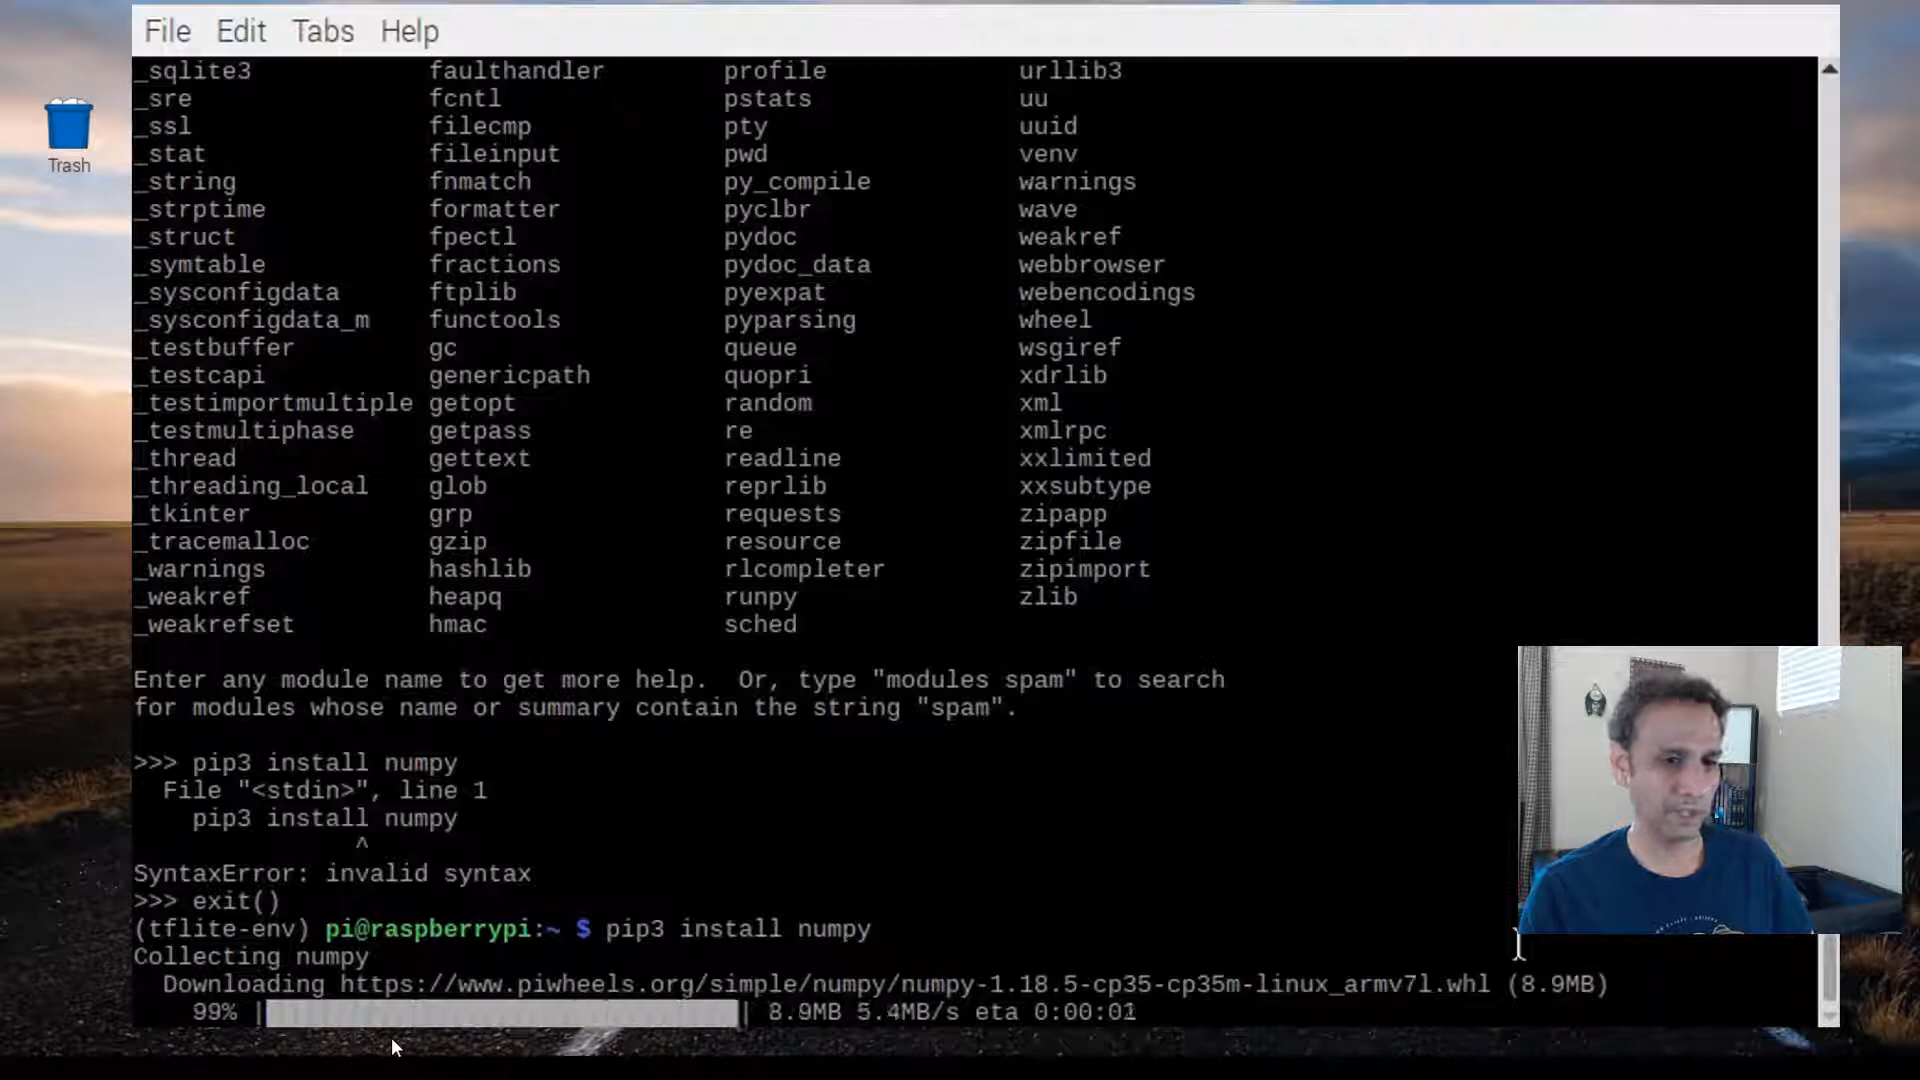 File Edit Tabs Help
Trash
_sqlite3 faulthandler profile urllib3
_sre fcntl pstats uu
_ssl filecmp pty uuid
_stat fileinput pwd venv
_string fnmatch py_compile warnings
_strptime formatter pyclbr wave
_struct fpectl pydoc weakref
_symtable fractions pydoc_data webbrowser
_sysconfigdata ftplib pyexpat webencodings
_sysconfigdata_m functools pyparsing wheel
_testbuffer gc queue wsgiref
_testcapi genericpath quopri xdrlib
_testimportmultiple getopt random xml
_testmultiphase getpass re xmlrpc
_thread gettext readline xxlimited
_threading_local glob reprlib xxsubtype
_tkinter grp requests zipapp
_tracemalloc gzip resource zipfile
_warnings hashlib rlcompleter zipimport
_weakref heapq runpy zlib
_weakrefset hmac sched
Enter any module name to get more help. Or, type "modules spam" to search
for modules whose name or summary contain the string "spam".
>>> pip3 install numpy
File "<stdin>", line 1
pip3 install numpy
^
SyntaxError: invalid syntax
>>> exit()
(tflite-env) pi@raspberrypi:~ $ pip3 install numpy
Collecting numpy
Downloading https://www.piwheels.org/simple/numpy/numpy-1.18.5-cp35-cp35m-linux_armv7l.whl (8.9MB)
99% | | 8.9MB 5.4MB/s eta 0:00:01